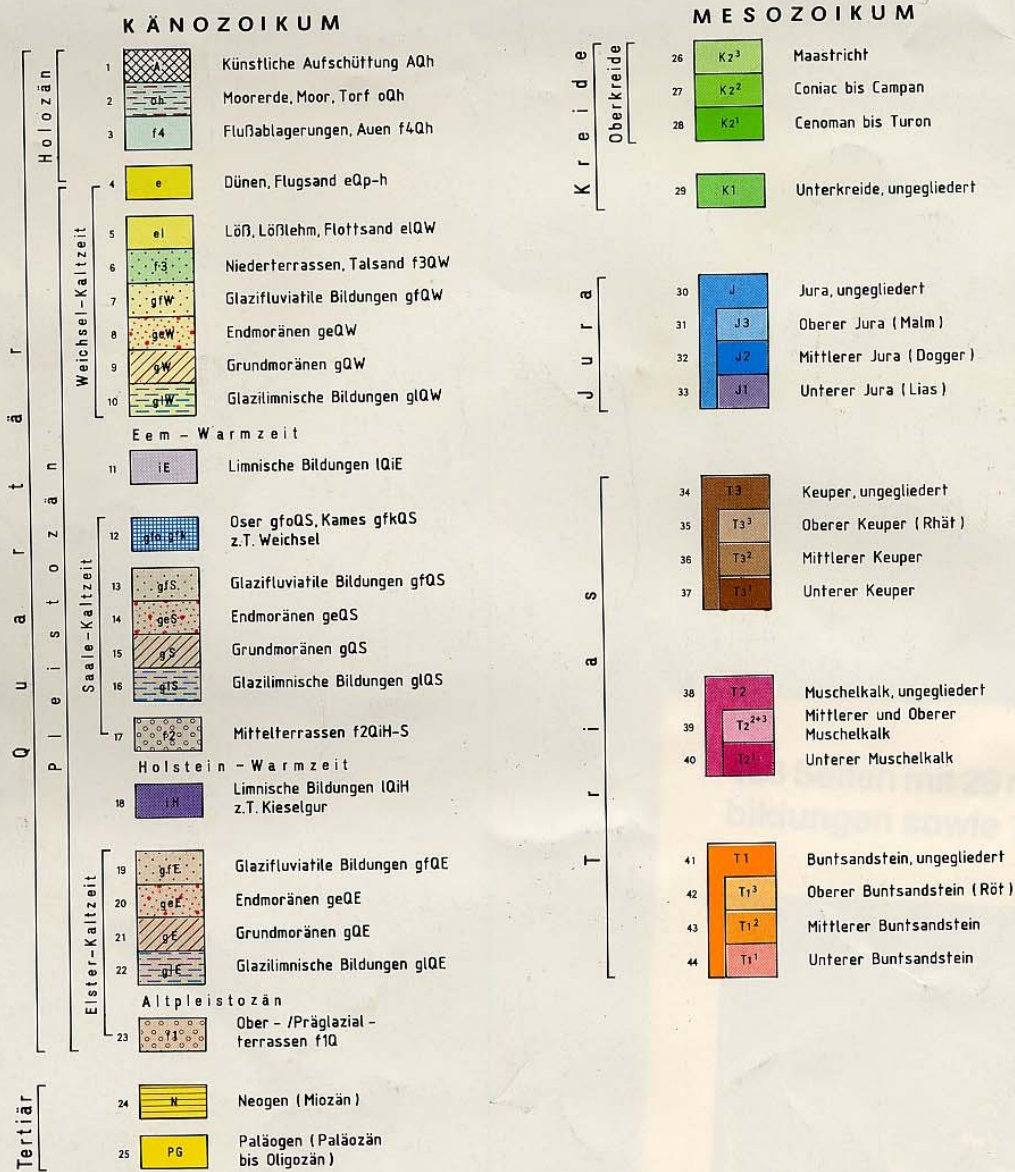 KÄNOZOIKUM
Quartär
Holozän
1 A Künstliche Aufschüttung AQh
2 oh Moorerde, Moor, Torf oQh
3 f4 Flußablagerungen, Auen f4Qh
Pleistozän
4 e Dünen, Flugsand eQp-h
Weichsel-Kaltzeit
5 el Löß, Lößlehm, Flottsand elQW
6 f3 Niederterrassen, Talsand f3QW
7 gfW Glazifluviatile Bildungen gfQW
8 geW Endmoränen geQW
9 gW Grundmoränen gQW
10 glW Glazilimnische Bildungen glQW
Eem - Warmzeit
11 iE Limnische Bildungen lQiE
Saale-Kaltzeit
12 gfo gfk Oser gfoQS, Kames gfkQS
z.T. Weichsel
13 gfS Glazifluviatile Bildungen gfQS
14 geS Endmoränen geQS
15 gS Grundmoränen gQS
16 glS Glazilimnische Bildungen glQS
17 f2 Mittelterrassen f2QiH-S
Holstein - Warmzeit
18 iH Limnische Bildungen lQiH
z.T. Kieselgur
Elster-Kaltzeit
19 gfE Glazifluviatile Bildungen gfQE
20 geE Endmoränen geQE
21 gE Grundmoränen gQE
22 glE Glazilimnische Bildungen glQE
Altpleistozän
23 f1 Ober - /Präglazial -
terrassen f1Q
Tertiär
24 N Neogen (Miozän)
25 PG Paläogen (Paläozän
bis Oligozän)
MESOZOIKUM
Kreide
Oberkreide
26 K2³ Maastricht
27 K2² Coniac bis Campan
28 K2¹ Cenoman bis Turon
29 K1 Unterkreide, ungegliedert
Jura
30 J Jura, ungegliedert
31 J3 Oberer Jura (Malm)
32 J2 Mittlerer Jura (Dogger)
33 J1 Unterer Jura (Lias)
Trias
34 T3 Keuper, ungegliedert
35 T3³ Oberer Keuper (Rhät)
36 T3² Mittlerer Keuper
37 T3¹ Unterer Keuper
38 T2 Muschelkalk, ungegliedert
39 T2²⁺³ Mittlerer und Oberer
Muschelkalk
40 T2¹ Unterer Muschelkalk
41 T1 Buntsandstein, ungegliedert
42 T1³ Oberer Buntsandstein (Röt)
43 T1² Mittlerer Buntsandstein
44 T1¹ Unterer Buntsandstein
Seiten mit 26
bildungen sowie